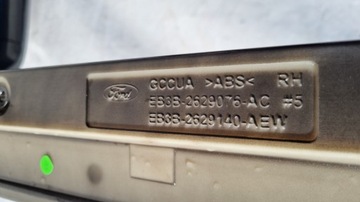 Ford
GCCUA >ABS< RH
EB3B-2629076-AC #5
EB3B-2629140-AEW